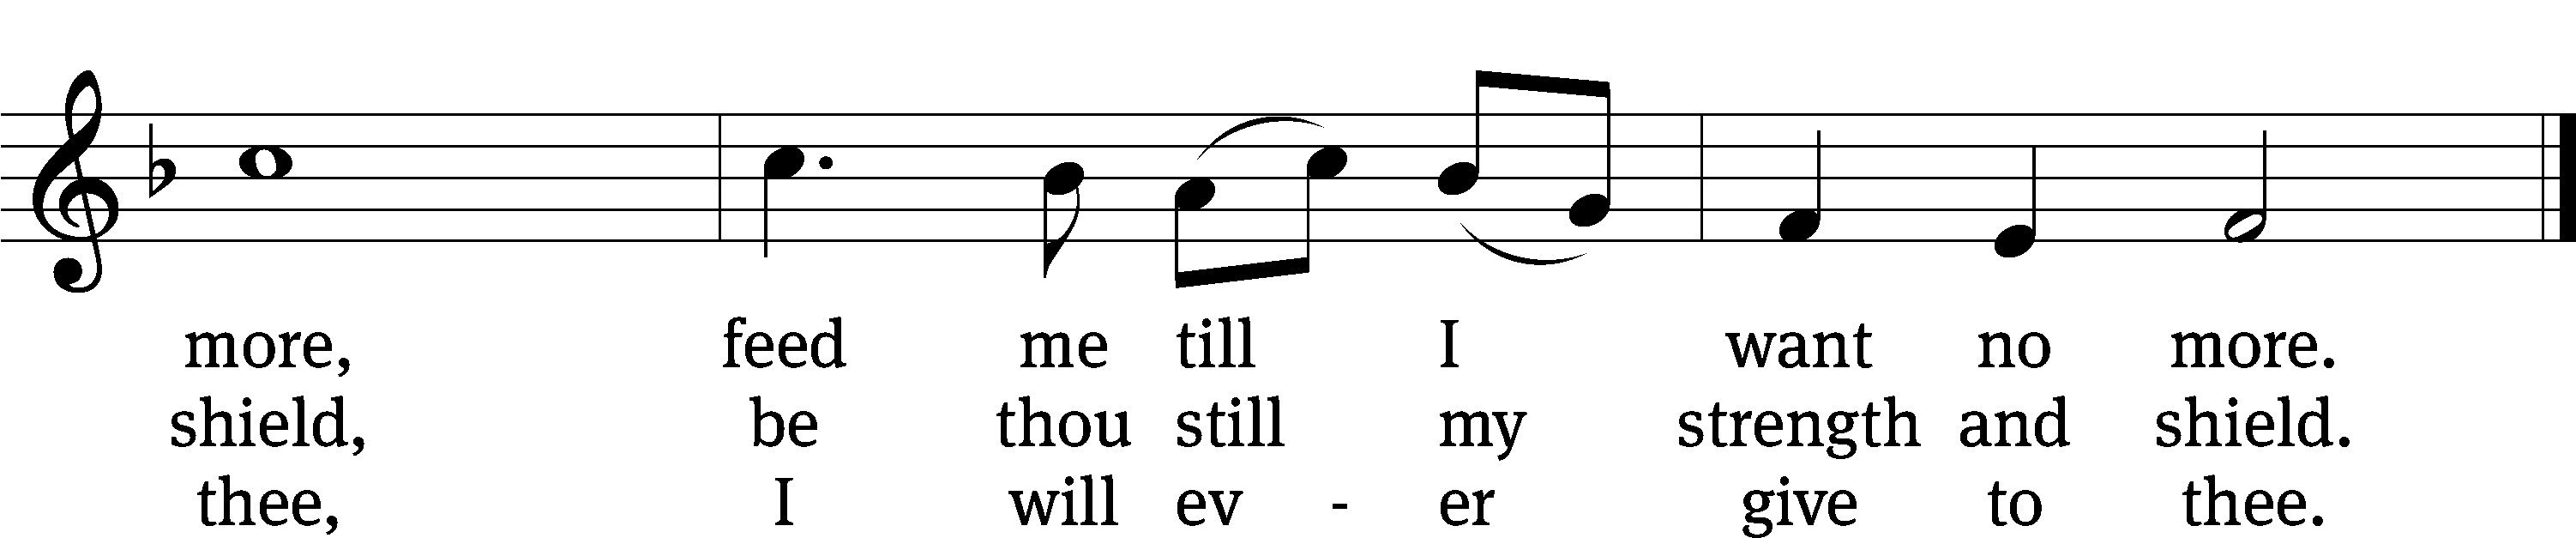 more, feed me till I want no more.
shield, be thou still my strength and shield.
thee, I will ev - er give to thee.